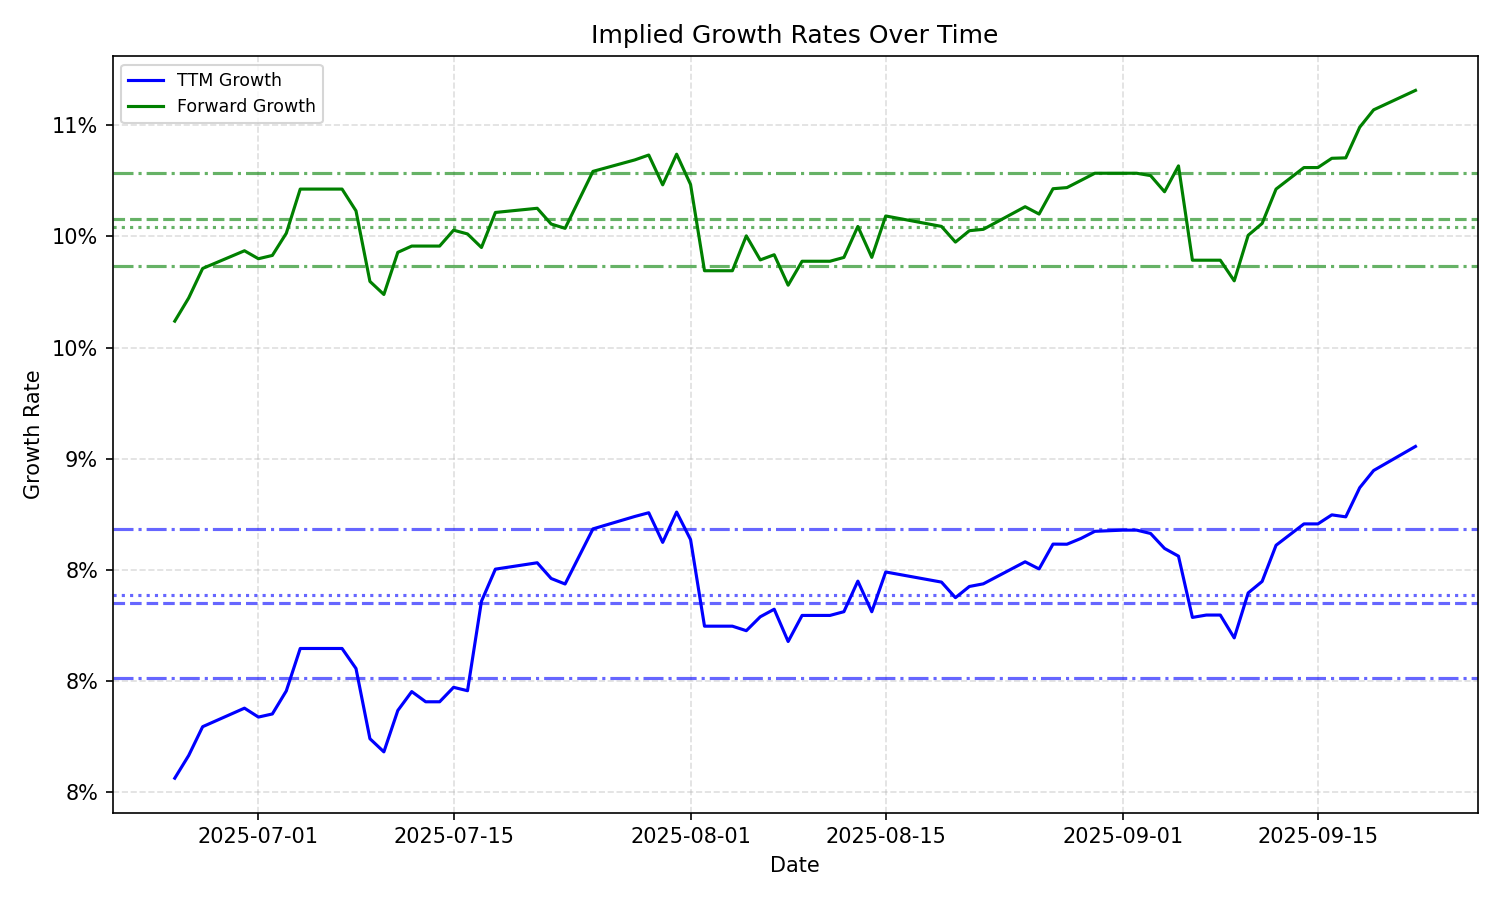 Implied Growth Rates Over Time
TTM Growth
Forward Growth
11%
10%
10%
9%
8%
8%
8%
Growth Rate
2025-07-01
2025-07-15
2025-08-01
2025-08-15
2025-09-01
2025-09-15
Date